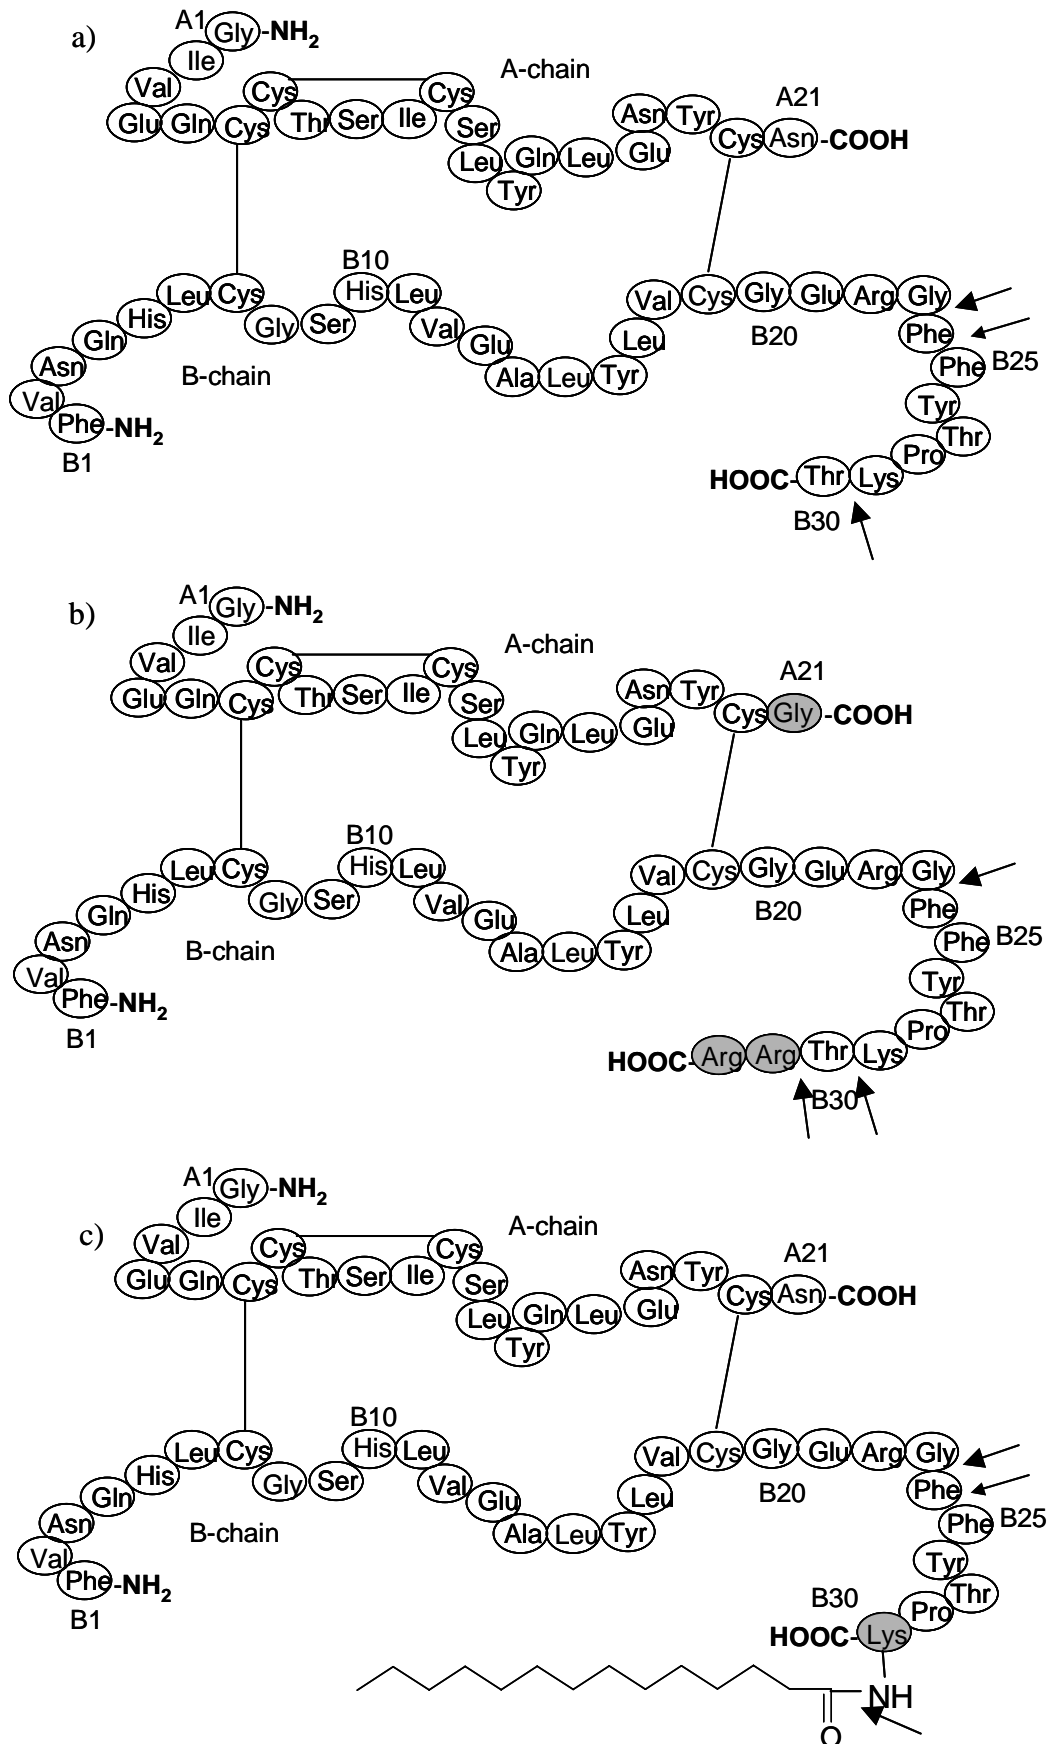 a)
A1 Gly-NH2
Ile
Val
Glu Gln Cys Cys Thr Ser Ile Cys
A-chain
Ser
Leu Tyr Gln Leu Glu Asn Tyr Cys Asn-COOH
A21
B10
Leu Cys Gly Ser His Leu Val Glu Ala Leu Tyr Leu Val Cys Gly Glu Arg Gly
His
Gln
Asn
Val
Phe-NH2
B1
B-chain
B20
Phe
Phe B25
Tyr
Thr
Pro
HOOC-Thr Lys
B30
b)
A1 Gly-NH2
Ile
Val
Glu Gln Cys Cys Thr Ser Ile Cys
A-chain
Ser
Leu Tyr Gln Leu Glu Asn Tyr Cys Gly-COOH
A21
B10
Leu Cys Gly Ser His Leu Val Glu Ala Leu Tyr Leu Val Cys Gly Glu Arg Gly
His
Gln
Asn
Val
Phe-NH2
B1
B-chain
B20
Phe
Phe B25
Tyr
Thr
Pro
HOOC-Arg Arg Thr Lys
B30
c)
A1 Gly-NH2
Ile
Val
Glu Gln Cys Cys Thr Ser Ile Cys
A-chain
Ser
Leu Tyr Gln Leu Glu Asn Tyr Cys Asn-COOH
A21
B10
Leu Cys Gly Ser His Leu Val Glu Ala Leu Tyr Leu Val Cys Gly Glu Arg Gly
His
Gln
Asn
Val
Phe-NH2
B1
B-chain
B20
Phe
Phe B25
Tyr
Thr
Pro
B30
HOOC-Lys
NH
O